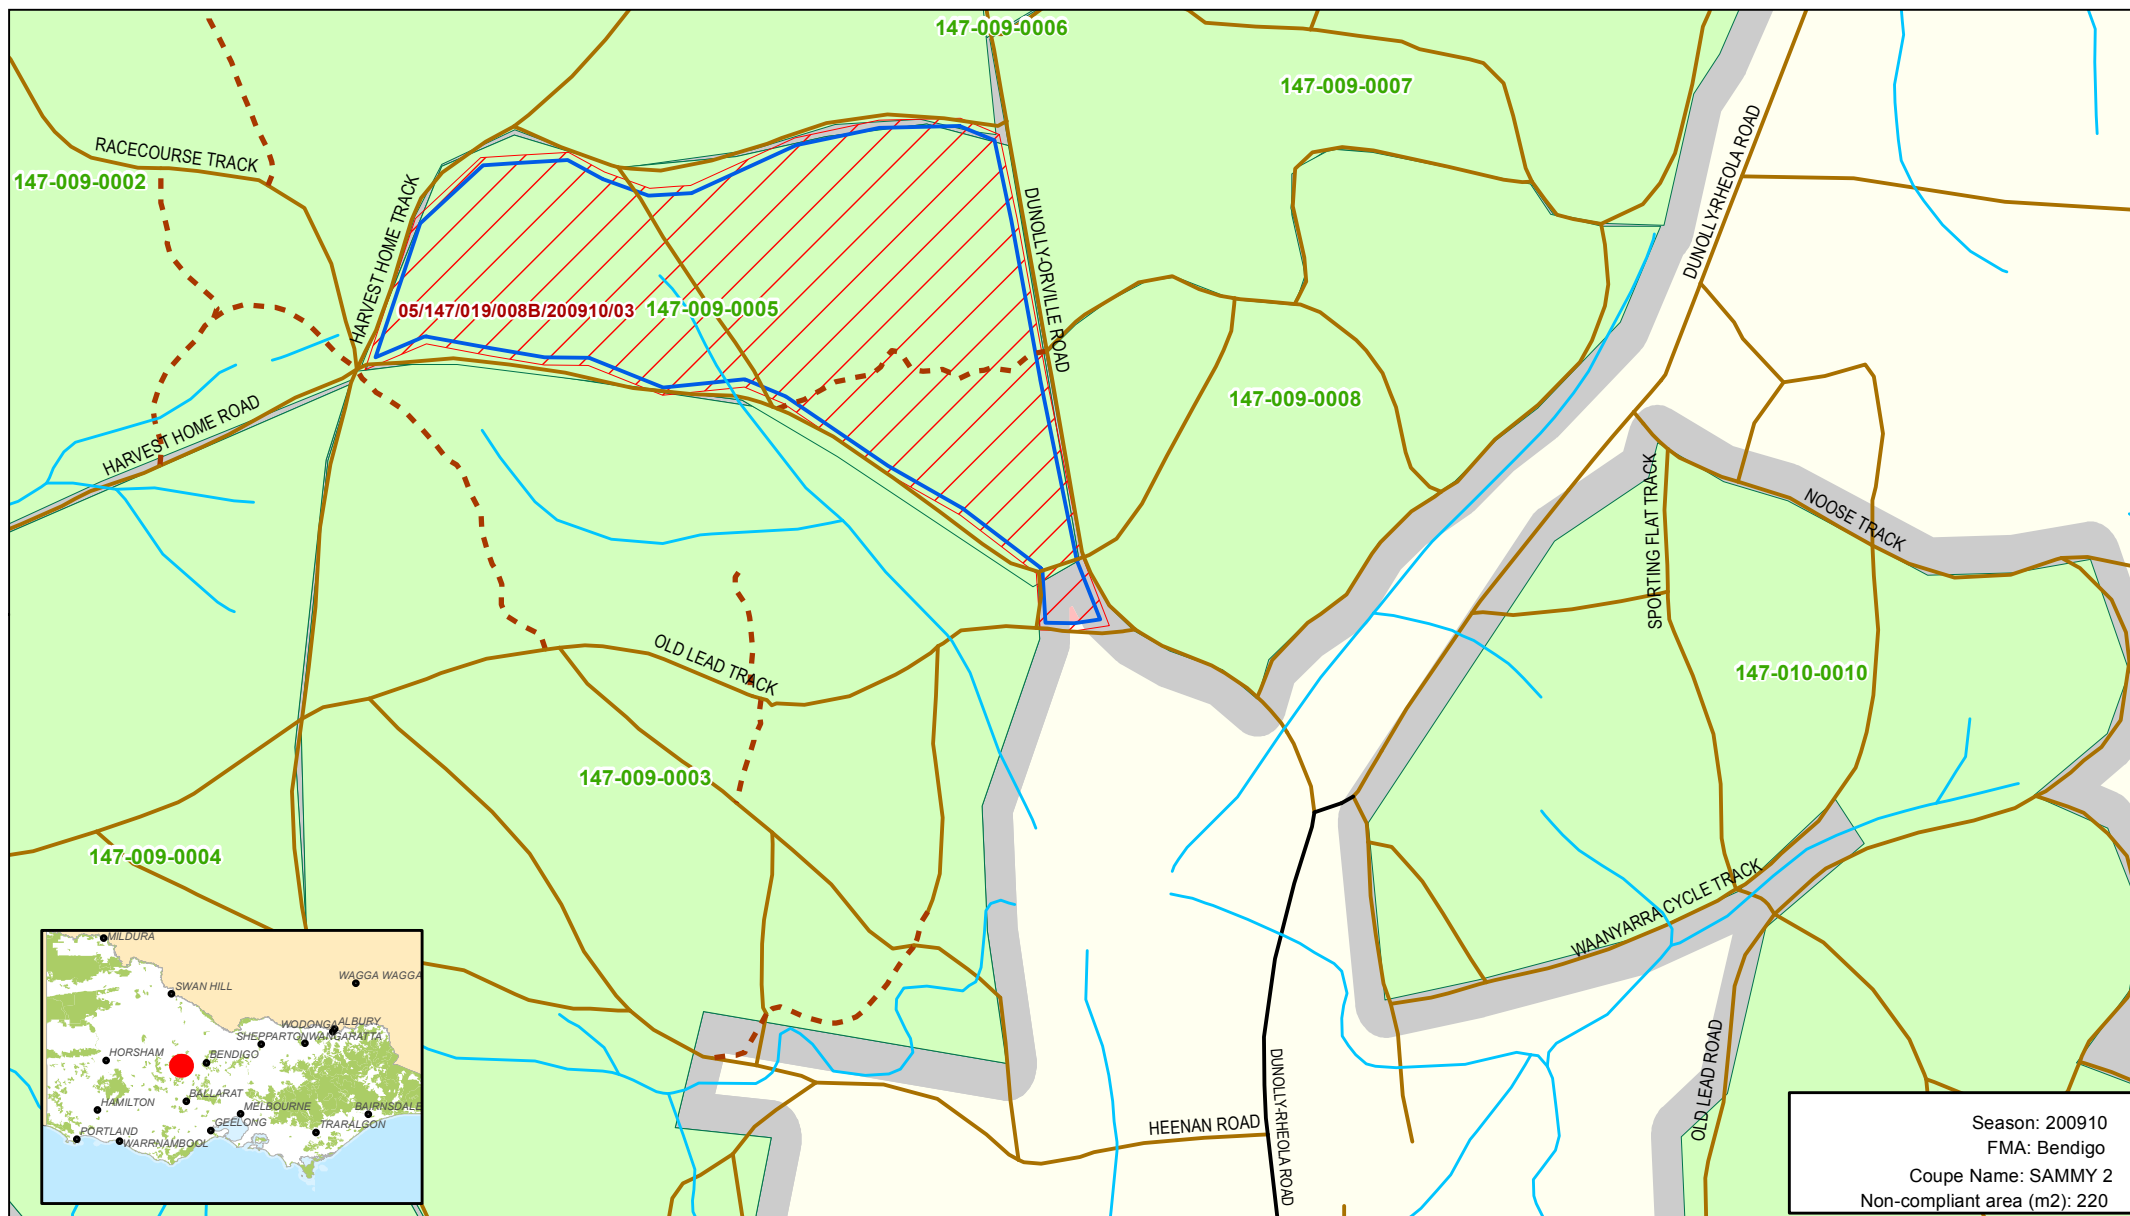 147-009-0006
147-009-0007
RACECOURSE TRACK
147-009-0002
HARVEST HOME TRACK
DUNOLLY-ORVILLE ROAD
DUNOLLY-RHEOLA ROAD
05/147/019/008B/200910/03
147-009-0005
147-009-0008
HARVEST HOME ROAD
SPORTING FLAT TRACK
NOOSE TRACK
OLD LEAD TRACK
147-010-0010
147-009-0003
147-009-0004
WAANYARRA CYCLE TRACK
OLD LEAD ROAD
HEENAN ROAD
DUNOLLY-RHEOLA ROAD
MILDURA
WAGGA WAGGA
SWAN HILL
WODONGA
ALBURY
SHEPPARTON
WANGARATTA
HORSHAM
BENDIGO
HAMILTON
BALLARAT
MELBOURNE
BAIRNSDALE
GEELONG
TRARALGON
PORTLAND
WARRNAMBOOL
Season: 200910
FMA: Bendigo
Coupe Name: SAMMY 2
Non-compliant area (m2): 220